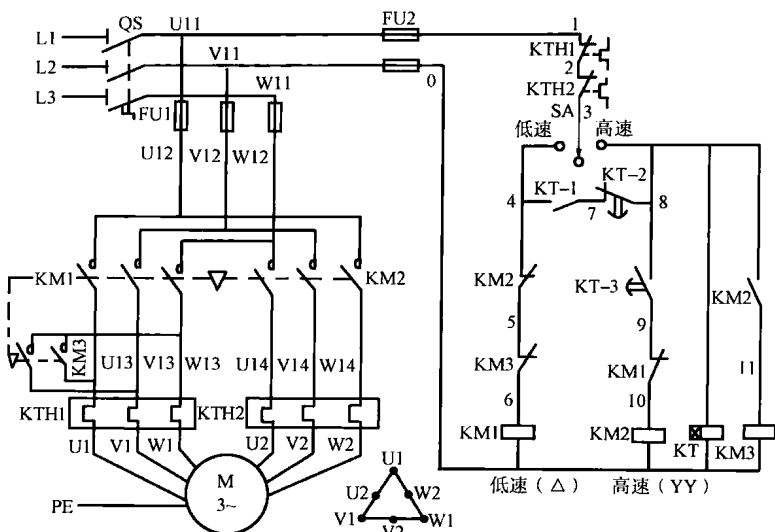 QS
U11
FU2
1
L1
KTH1
V11
L2
2
W11
0
KTH2
L3
FU1
SA
3
低速
高速
U12
V12
W12
KT-2
KT-1
4
7
8
KM1
KM2
KM2
KT-3
KM2
5
9
KM3
U13
V13
W13
U14
V14
W14
KM3
KM1
11
6
10
KTH1
KTH2
KM1
KM2
KT
KM3
U1
V1
W1
U2
V2
W2
U1
M
3~
低速(△)
高速(YY)
U2
W2
PE
V1
V2
W1